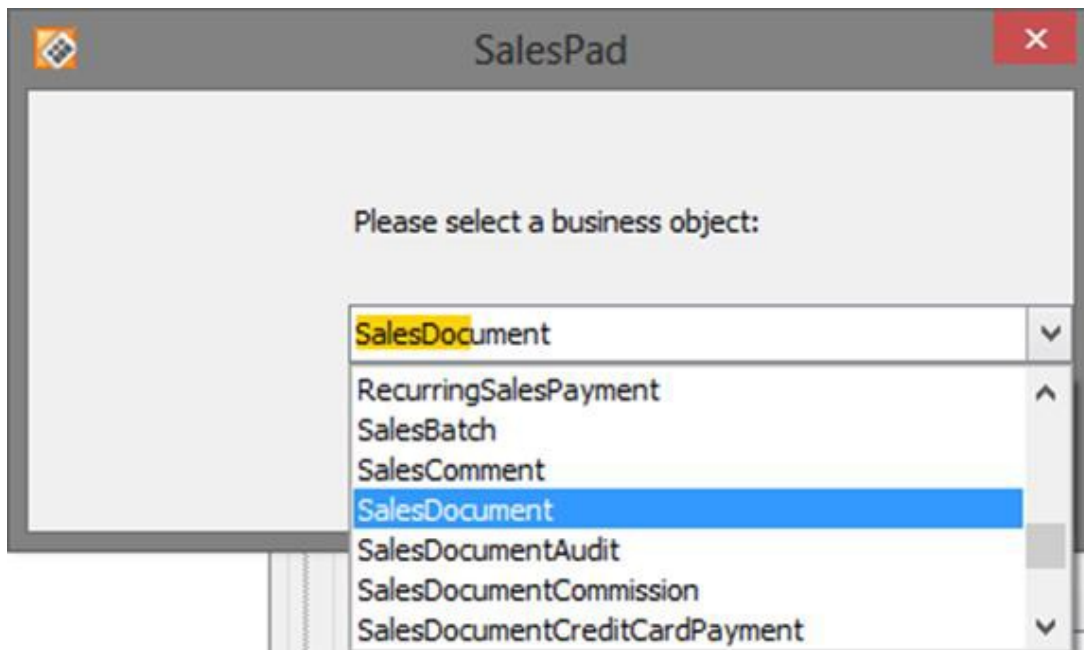 SalesPad
Please select a business object:
SalesDocument
RecurringSalesPayment
SalesBatch
SalesComment
SalesDocument
SalesDocumentAudit
SalesDocumentCommission
SalesDocumentCreditCardPayment